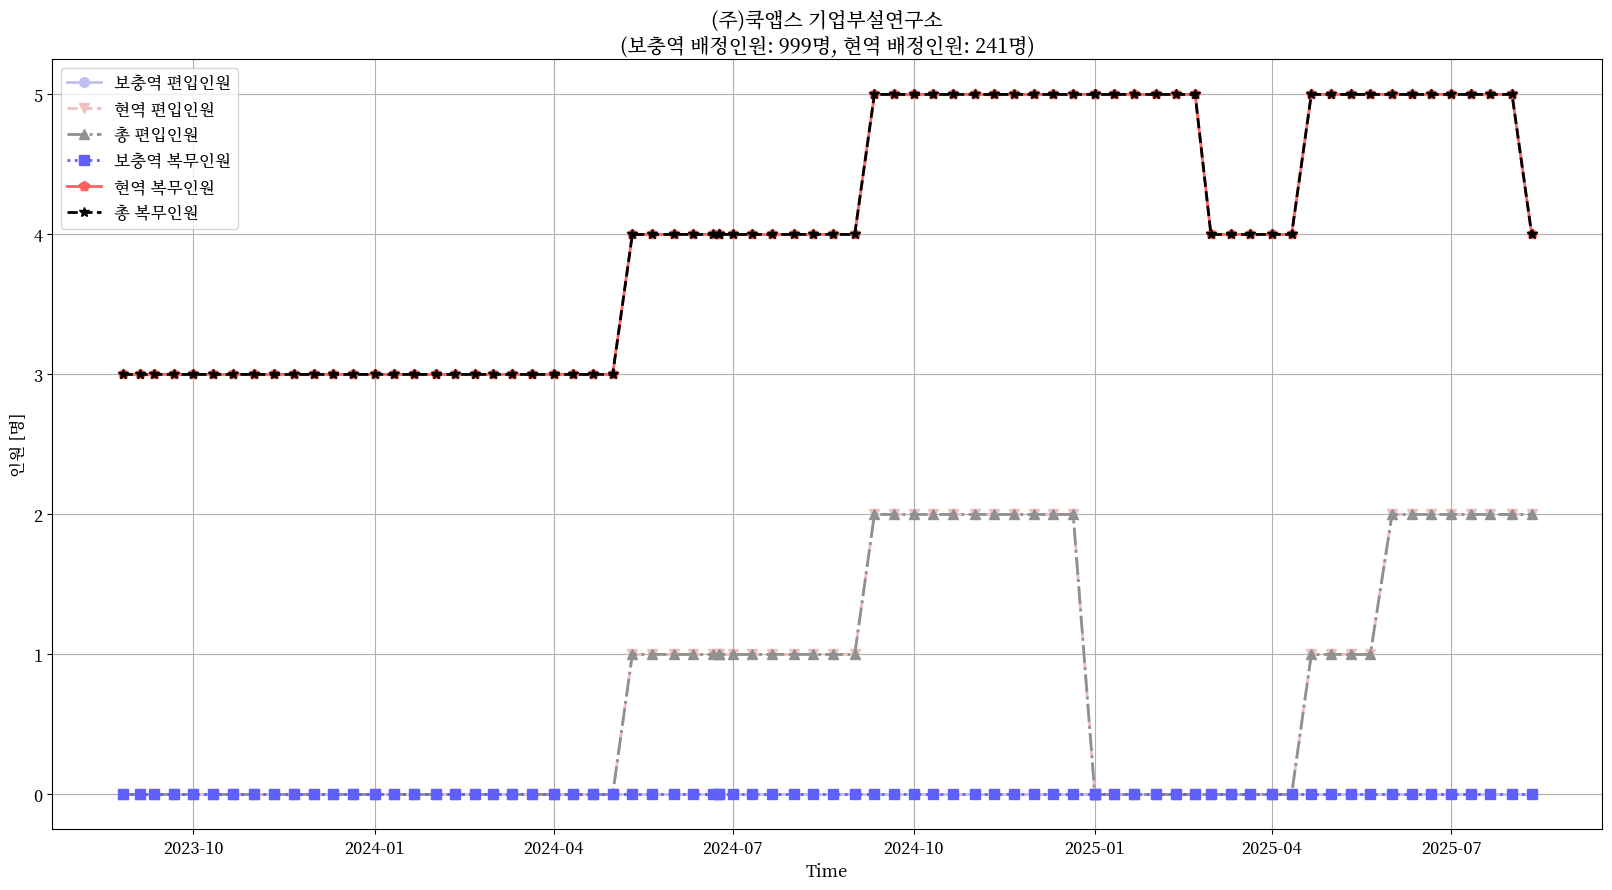 (주)쿡앱스 기업부설연구소
(보충역 배정인원: 999명, 현역 배정인원: 241명)
보충역 편입인원
현역 편입인원
총 편입인원
보충역 복무인원
현역 복무인원
총 복무인원
인원 [명]
5
4
3
2
1
0
2023-10
2024-01
2024-04
2024-07
2024-10
2025-01
2025-04
2025-07
Time